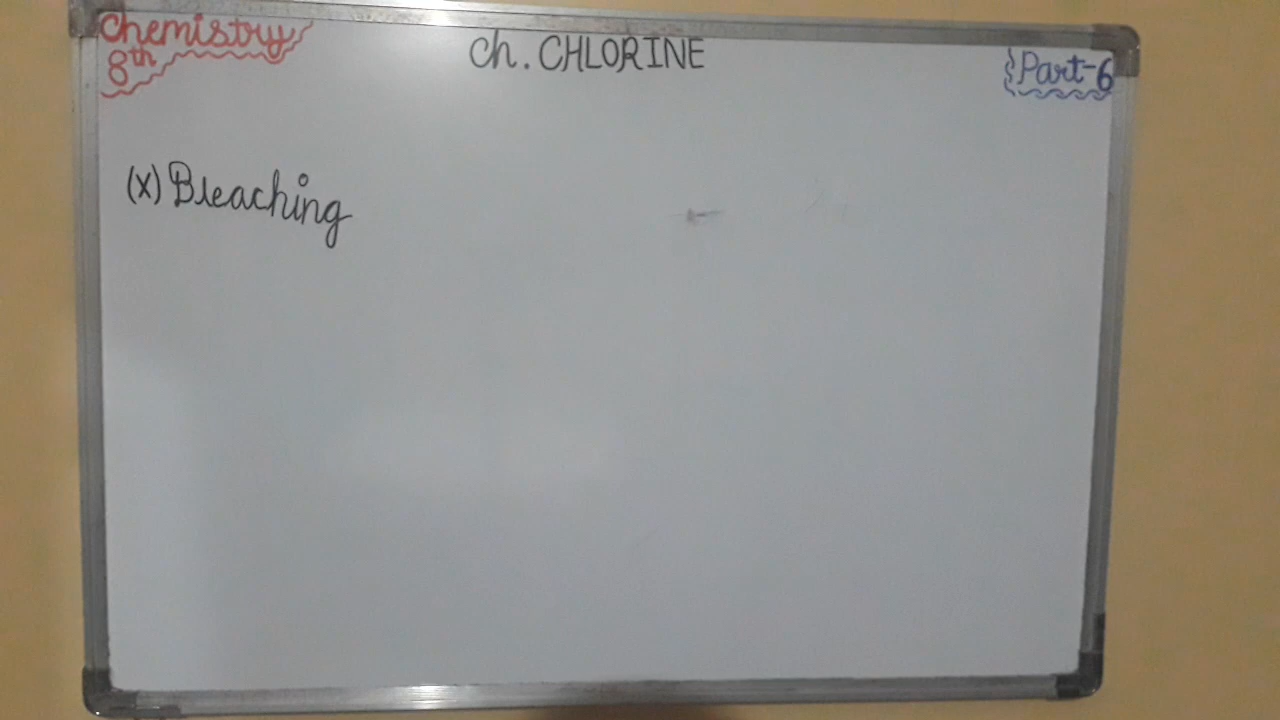 Chemistry
8th
Ch. CHLORINE
Part-6
(x) Bleaching